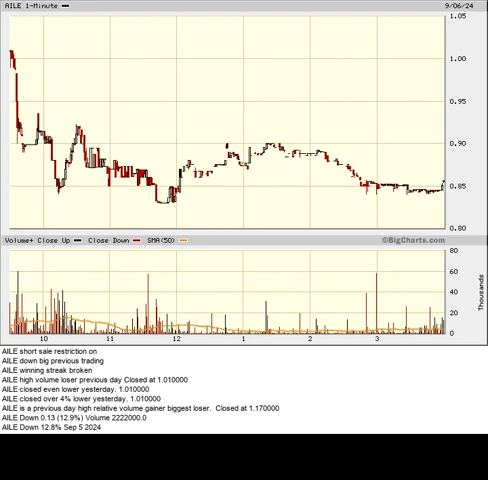 AILE 1-Minute 9/06/24
1.05
1.00
0.95
0.90
0.85
0.80
Volume+ Close Up Close Down SMA(50) ©BigCharts.com
80
60
40
20
0
Thousands
10 11 12 1 2 3
AILE short sale restriction on
AILE down big previous trading
AILE winning streak broken
AILE high volume loser previous day Closed at 1.010000
AILE closed even lower yesterday. 1.010000
AILE closed over 4% lower yesterday. 1.010000
AILE is a previous day high relative volume gainer biggest loser. Closed at 1.170000
AILE Down 0.13 (12.9%) Volume 2222000.0
AILE Down 12.8% Sep 5 2024